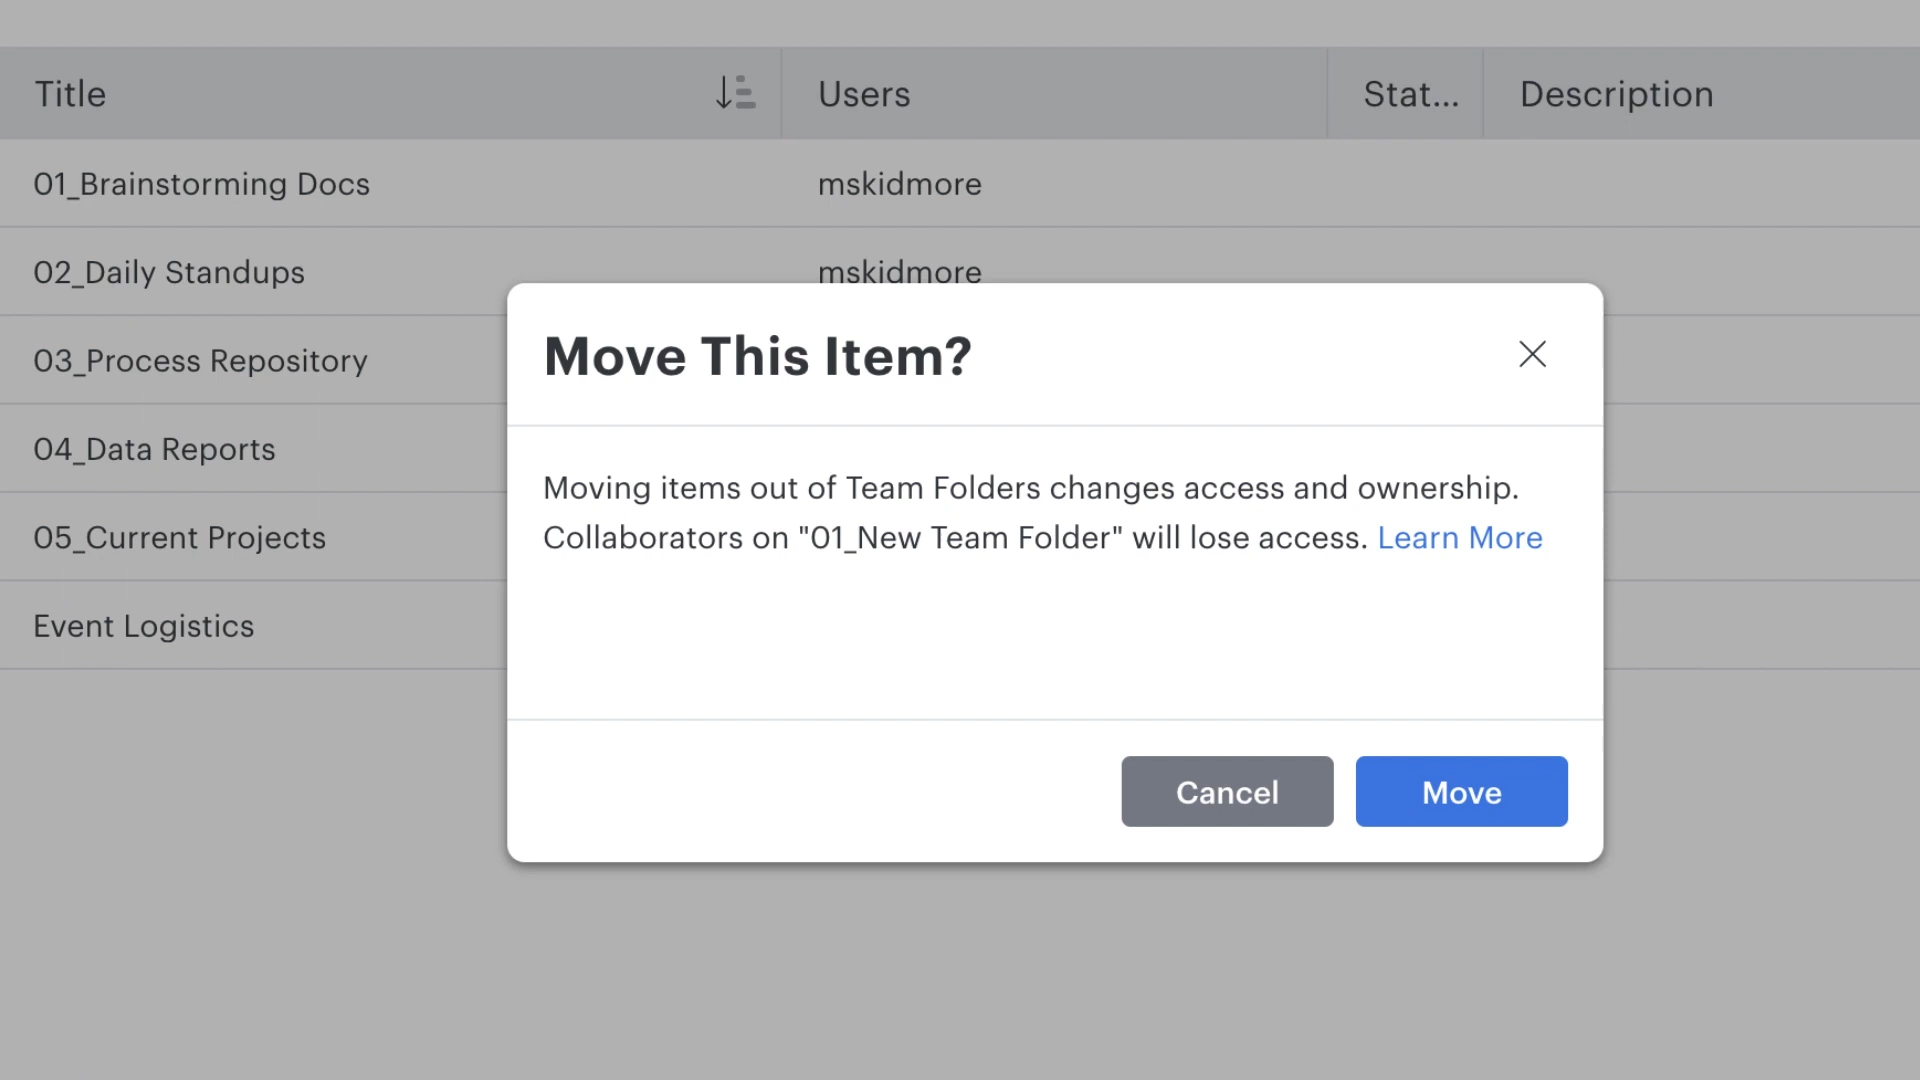 Title Users Stat... Description
01_Brainstorming Docs mskidmore
02_Daily Standups mskidmore
03_Process Repository
04_Data Reports
05_Current Projects
Event Logistics
Move This Item?
Moving items out of Team Folders changes access and ownership.
Collaborators on "01_New Team Folder" will lose access. Learn More
Cancel Move